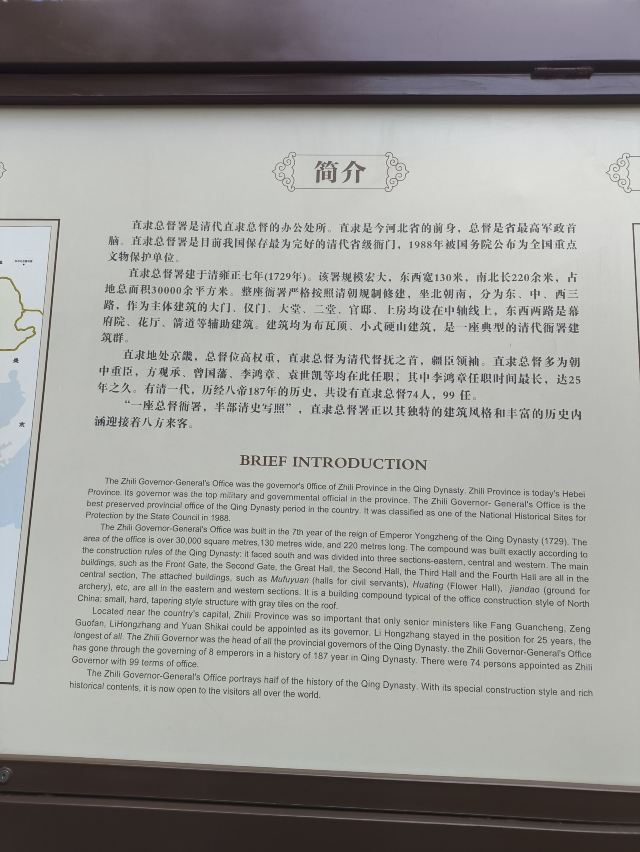 简介
直隶总督署是清代直隶总督的办公处所。直隶是今河北省的前身，总督是省最高军政首
脑。直隶总督署是目前我国保存最为完好的清代省级衙门，1988年被国务院公布为全国重点
文物保护单位。
直隶总督署建于清雍正七年(1729年)。该署规模宏大，东西宽130米，南北长220余米，占
地总面积30000余平方米。整座衙署严格按照清朝规制修建，坐北朝南，分为东、中、西三
路，作为主体建筑的大门、仪门、大堂、二堂、官邸、上房均设在中轴线上，东西两路是幕
府院、花厅、箭道等辅助建筑。建筑均为布瓦顶、小式硬山建筑，是一座典型的清代衙署建
筑群。
直隶地处京畿，总督位高权重，直隶总督为清代督抚之首，疆臣领袖。直隶总督多为朝
中重臣，方观承、曾国藩、李鸿章、袁世凯等均在此任职，其中李鸿章任职时间最长，达25
年之久。有清一代，历经八帝187年的历史，共设有直隶总督74人，99 任。
“一座总督衙署，半部清史写照”，直隶总督署正以其独特的建筑风格和丰富的历史内
涵迎接着八方来客。
BRIEF INTRODUCTION
The Zhili Governor-General's Office was the governor's 0ffice of Zhili Province in the Qing Dynasty. Zhili Province is today's Hebei
Province. Its governor was the top military and governmental official in the province. The Zhili Governor- General's Office is the
best preserved provincial office of the Qing Dynasty period in the country. It was classified as one of the National Historical Sites for
Protection by the State Council in 1988.
The Zhili Governor-General's Office was built in the 7th year of the reign of Emperor Yongzheng of the Qing Dynasty (1729). The
area of the office is over 30,000 square metres,130 metres wide, and 220 metres long. The compound was built exactly according to
the construction rules of the Qing Dynasty: it faced south and was divided into three sections-eastern, central and western. The main
buildings, such as the Front Gate, the Second Gate, the Great Hall, the Second Hall, the Third Hall and the Fourth Hall are all in the
central section, The attached buildings, such as Mufuyuan (halls for civil servants), Huating (Flower Hall), jiandao (ground for
archery), etc, are all in the eastern and western sections. It is a building compound typical of the office construction style of North
China: small, hard, tapering style structure with gray tiles on the roof.
Located near the country's capital, Zhili Province was so important that only senior ministers like Fang Guancheng, Zeng
Guofan, LiHongzhang and Yuan Shikai could be appointed as its governor. Li Hongzhang stayed in the position for 25 years, the
longest of all. The Zhili Governor was the head of all the provincial governors of the Qing Dynasty. the Zhili Governor-General's Office
has gone through the governing of 8 emperors in a history of 187 year in Qing Dynasty. There were 74 persons appointed as Zhili
Governor with 99 terms of office.
The Zhili Governor-General's Office portrays half of the history of the Qing Dynasty. With its special construction style and rich
historical contents, it is now open to the visitors all over the world.